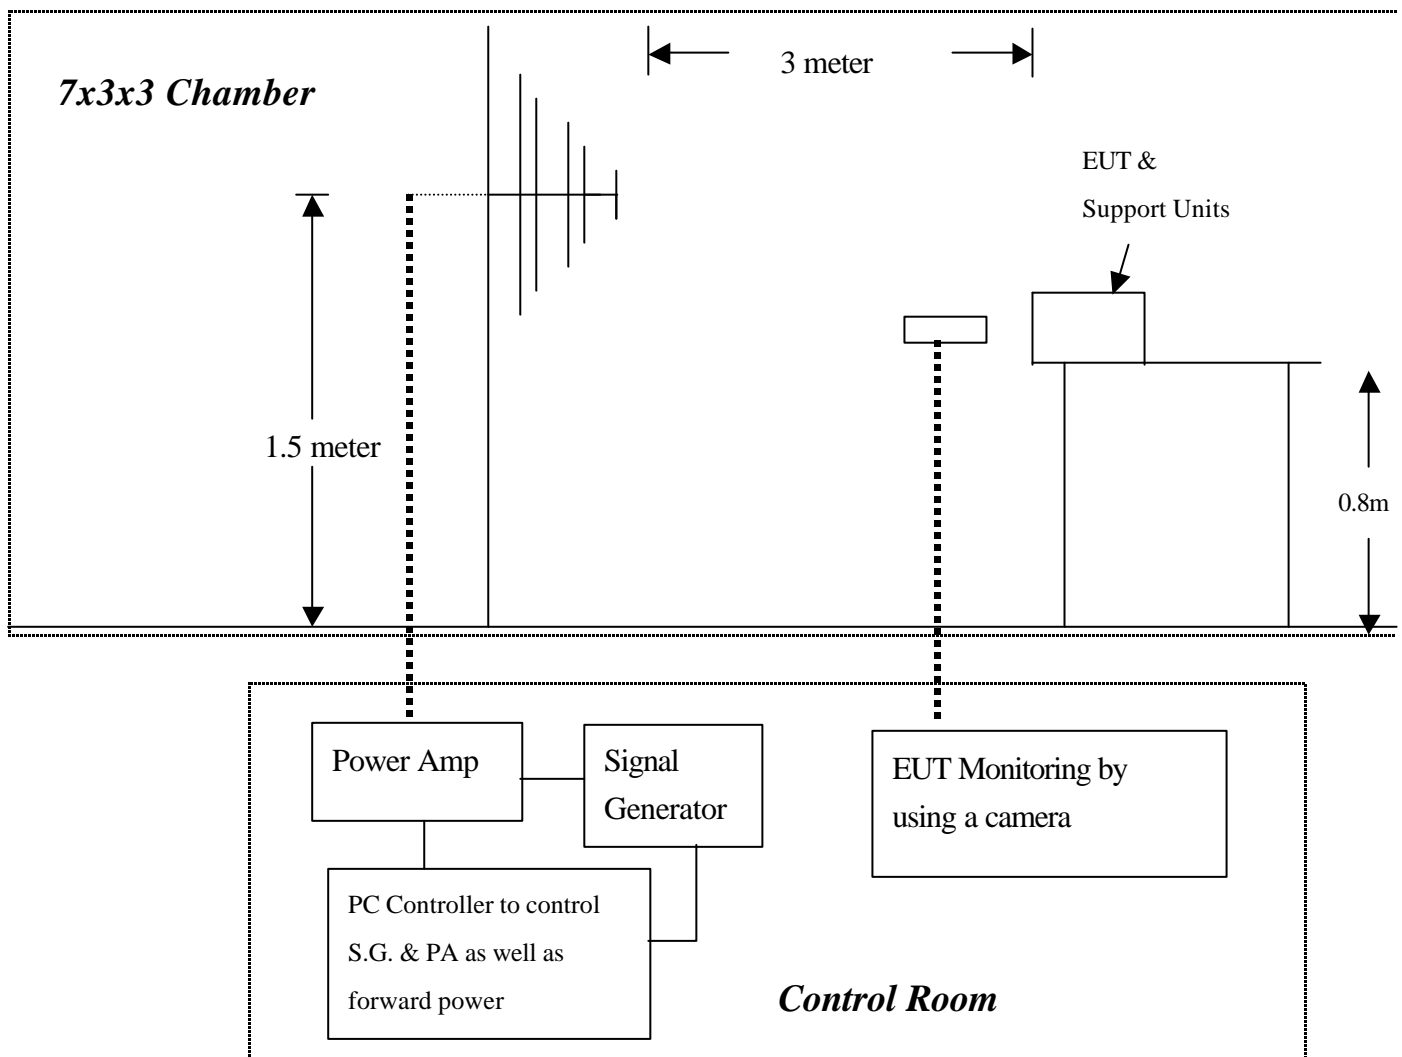 7x3x3 Chamber
3 meter
EUT &
Support Units
1.5 meter
0.8m
Power Amp
Signal
Generator
EUT Monitoring by
using a camera
PC Controller to control
S.G. & PA as well as
forward power
Control Room